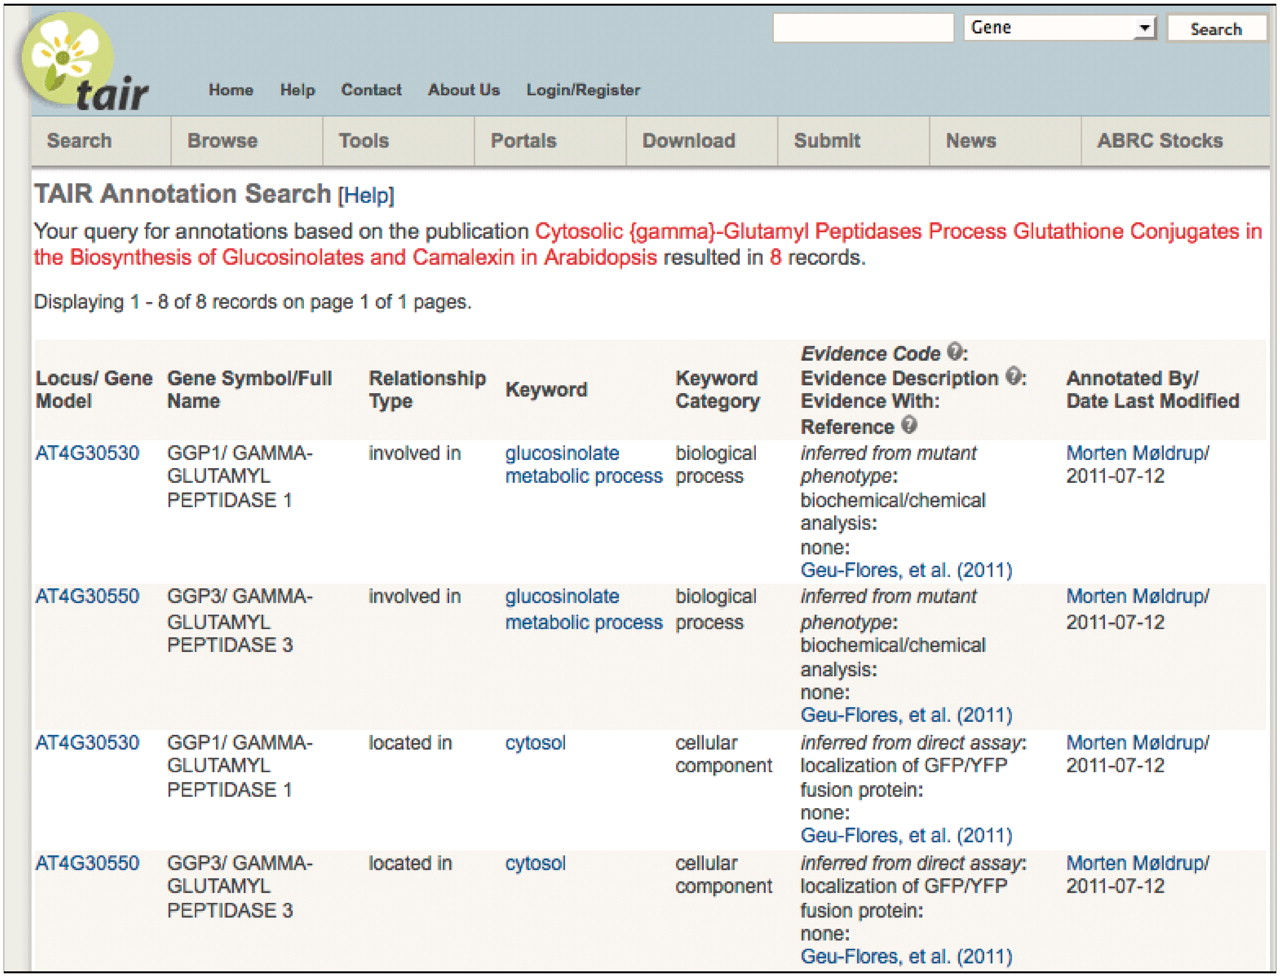 Gene
Search
tair
Home Help Contact About Us Login/Register
Search Browse Tools Portals Download Submit News ABRC Stocks
TAIR Annotation Search [Help]
Your query for annotations based on the publication Cytosolic {gamma}-Glutamyl Peptidases Process Glutathione Conjugates in
the Biosynthesis of Glucosinolates and Camalexin in Arabidopsis resulted in 8 records.
Displaying 1 - 8 of 8 records on page 1 of 1 pages.
Locus/ Gene
Model
Gene Symbol/Full
Name
Relationship
Type
Keyword
Keyword
Category
Evidence Code ?:
Evidence Description ?:
Evidence With:
Reference ?
Annotated By/
Date Last Modified
AT4G30530
GGP1/ GAMMA-
GLUTAMYL
PEPTIDASE 1
involved in
glucosinolate
metabolic process
biological
process
inferred from mutant
phenotype:
biochemical/chemical
analysis:
none:
Geu-Flores, et al. (2011)
Morten Møldrup/
2011-07-12
AT4G30550
GGP3/ GAMMA-
GLUTAMYL
PEPTIDASE 3
involved in
glucosinolate
metabolic process
biological
process
inferred from mutant
phenotype:
biochemical/chemical
analysis:
none:
Geu-Flores, et al. (2011)
Morten Møldrup/
2011-07-12
AT4G30530
GGP1/ GAMMA-
GLUTAMYL
PEPTIDASE 1
located in
cytosol
cellular
component
inferred from direct assay:
localization of GFP/YFP
fusion protein:
none:
Geu-Flores, et al. (2011)
Morten Møldrup/
2011-07-12
AT4G30550
GGP3/ GAMMA-
GLUTAMYL
PEPTIDASE 3
located in
cytosol
cellular
component
inferred from direct assay:
localization of GFP/YFP
fusion protein:
none:
Geu-Flores, et al. (2011)
Morten Møldrup/
2011-07-12